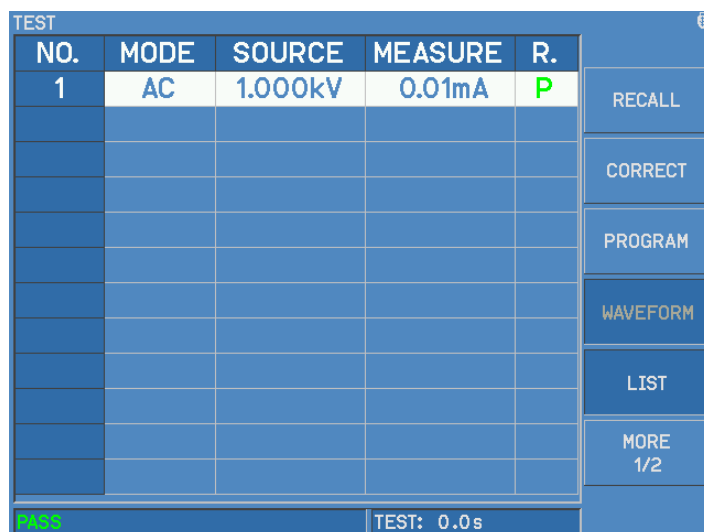 TEST
NO. MODE SOURCE MEASURE R.
1 AC 1.000kV 0.01mA P
RECALL
CORRECT
PROGRAM
WAVEFORM
LIST
MORE
1/2
PASS TEST: 0.0s